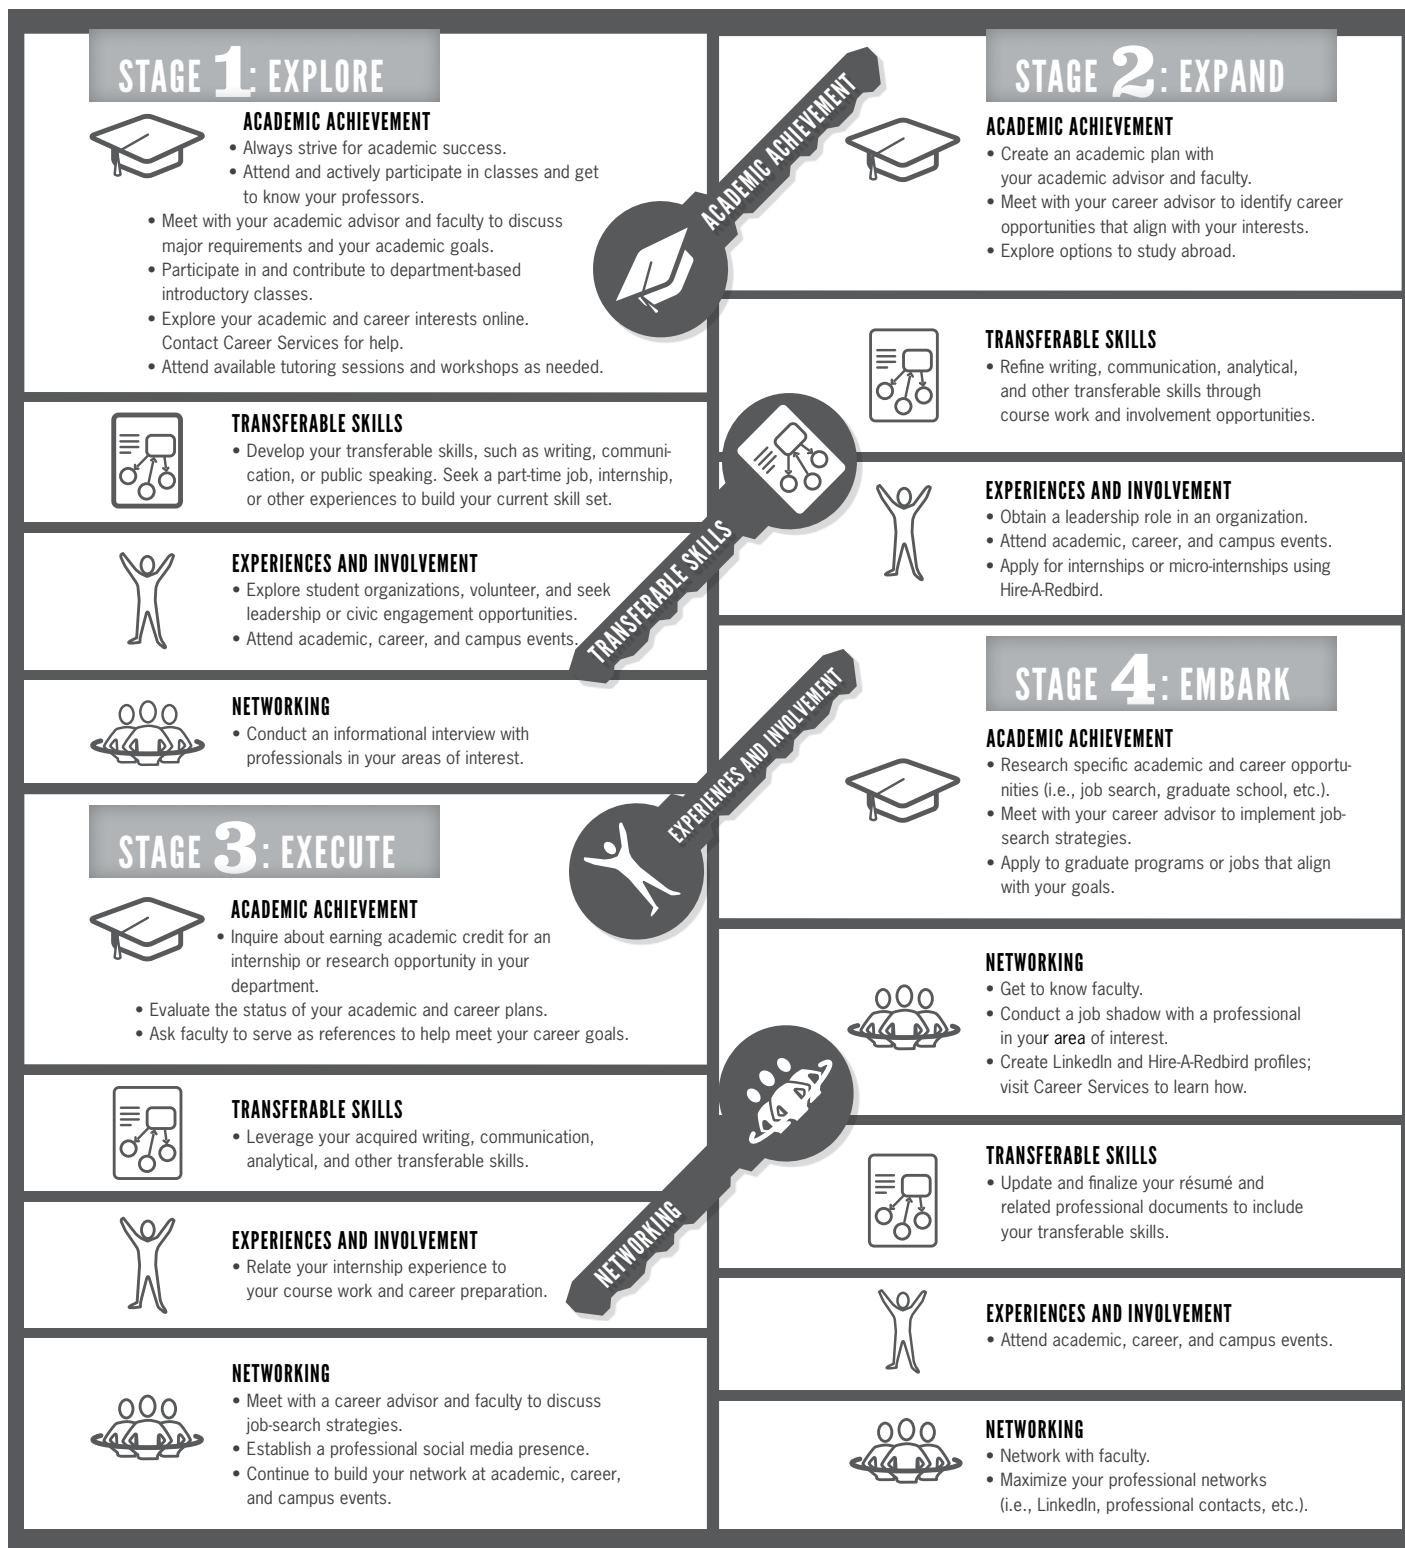 STAGE 1: EXPLORE
ACADEMIC ACHIEVEMENT
• Always strive for academic success.
• Attend and actively participate in classes and get
to know your professors.
• Meet with your academic advisor and faculty to discuss
major requirements and your academic goals.
• Participate in and contribute to department-based
introductory classes.
• Explore your academic and career interests online.
Contact Career Services for help.
• Attend available tutoring sessions and workshops as needed.
TRANSFERABLE SKILLS
• Develop your transferable skills, such as writing, communi-
cation, or public speaking. Seek a part-time job, internship,
or other experiences to build your current skill set.
EXPERIENCES AND INVOLVEMENT
• Explore student organizations, volunteer, and seek
leadership or civic engagement opportunities.
• Attend academic, career, and campus events.
NETWORKING
• Conduct an informational interview with
professionals in your areas of interest.
ACADEMIC ACHIEVEMENT
TRANSFERABLE SKILLS
STAGE 2: EXPAND
ACADEMIC ACHIEVEMENT
• Create an academic plan with
your academic advisor and faculty.
• Meet with your career advisor to identify career
opportunities that align with your interests.
• Explore options to study abroad.
TRANSFERABLE SKILLS
• Refine writing, communication, analytical,
and other transferable skills through
course work and involvement opportunities.
EXPERIENCES AND INVOLVEMENT
• Obtain a leadership role in an organization.
• Attend academic, career, and campus events.
• Apply for internships or micro-internships using
Hire-A-Redbird.
STAGE 3: EXECUTE
ACADEMIC ACHIEVEMENT
• Inquire about earning academic credit for an
internship or research opportunity in your
department.
• Evaluate the status of your academic and career plans.
• Ask faculty to serve as references to help meet your career goals.
TRANSFERABLE SKILLS
• Leverage your acquired writing, communication,
analytical, and other transferable skills.
EXPERIENCES AND INVOLVEMENT
• Relate your internship experience to
your course work and career preparation.
NETWORKING
• Meet with a career advisor and faculty to discuss
job-search strategies.
• Establish a professional social media presence.
• Continue to build your network at academic, career,
and campus events.
EXPERIENCES AND INVOLVEMENT
NETWORKING
STAGE 4: EMBARK
ACADEMIC ACHIEVEMENT
• Research specific academic and career opportu-
nities (i.e., job search, graduate school, etc.).
• Meet with your career advisor to implement job-
search strategies.
• Apply to graduate programs or jobs that align
with your goals.
NETWORKING
• Get to know faculty.
• Conduct a job shadow with a professional
in your area of interest.
• Create LinkedIn and Hire-A-Redbird profiles;
visit Career Services to learn how.
TRANSFERABLE SKILLS
• Update and finalize your résumé and
related professional documents to include
your transferable skills.
EXPERIENCES AND INVOLVEMENT
• Attend academic, career, and campus events.
NETWORKING
• Network with faculty.
• Maximize your professional networks
(i.e., LinkedIn, professional contacts, etc.).